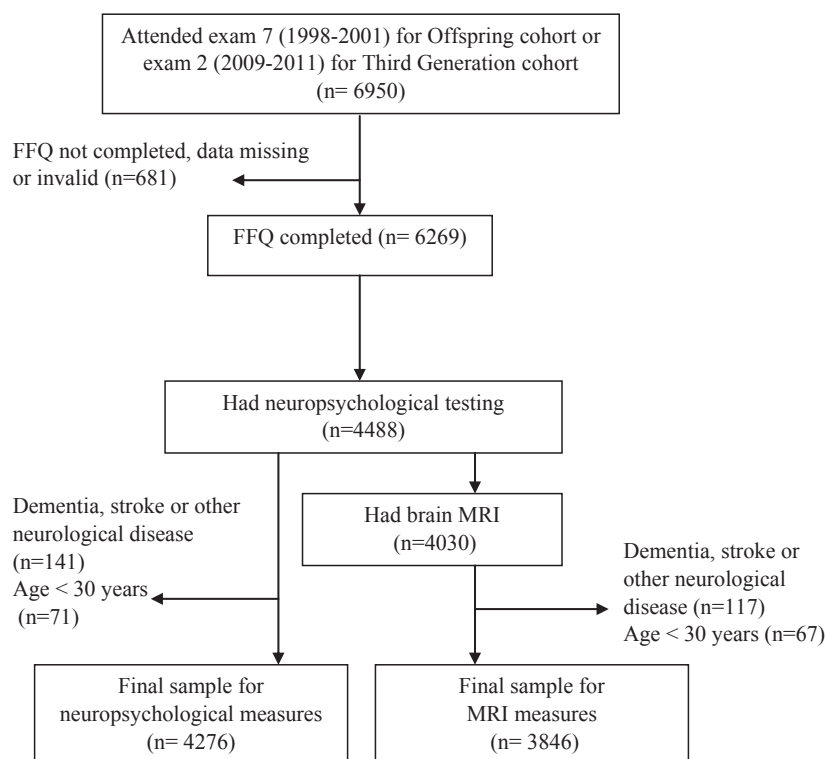 Attended exam 7 (1998-2001) for Offspring cohort or
exam 2 (2009-2011) for Third Generation cohort
(n= 6950)
FFQ not completed, data missing
or invalid (n=681)
FFQ completed (n= 6269)
Had neuropsychological testing
(n=4488)
Dementia, stroke or other
neurological disease
(n=141)
Age < 30 years
(n=71)
Had brain MRI
(n=4030)
Dementia, stroke or
other neurological
disease (n=117)
Age < 30 years (n=67)
Final sample for
neuropsychological measures
(n= 4276)
Final sample for
MRI measures
(n= 3846)